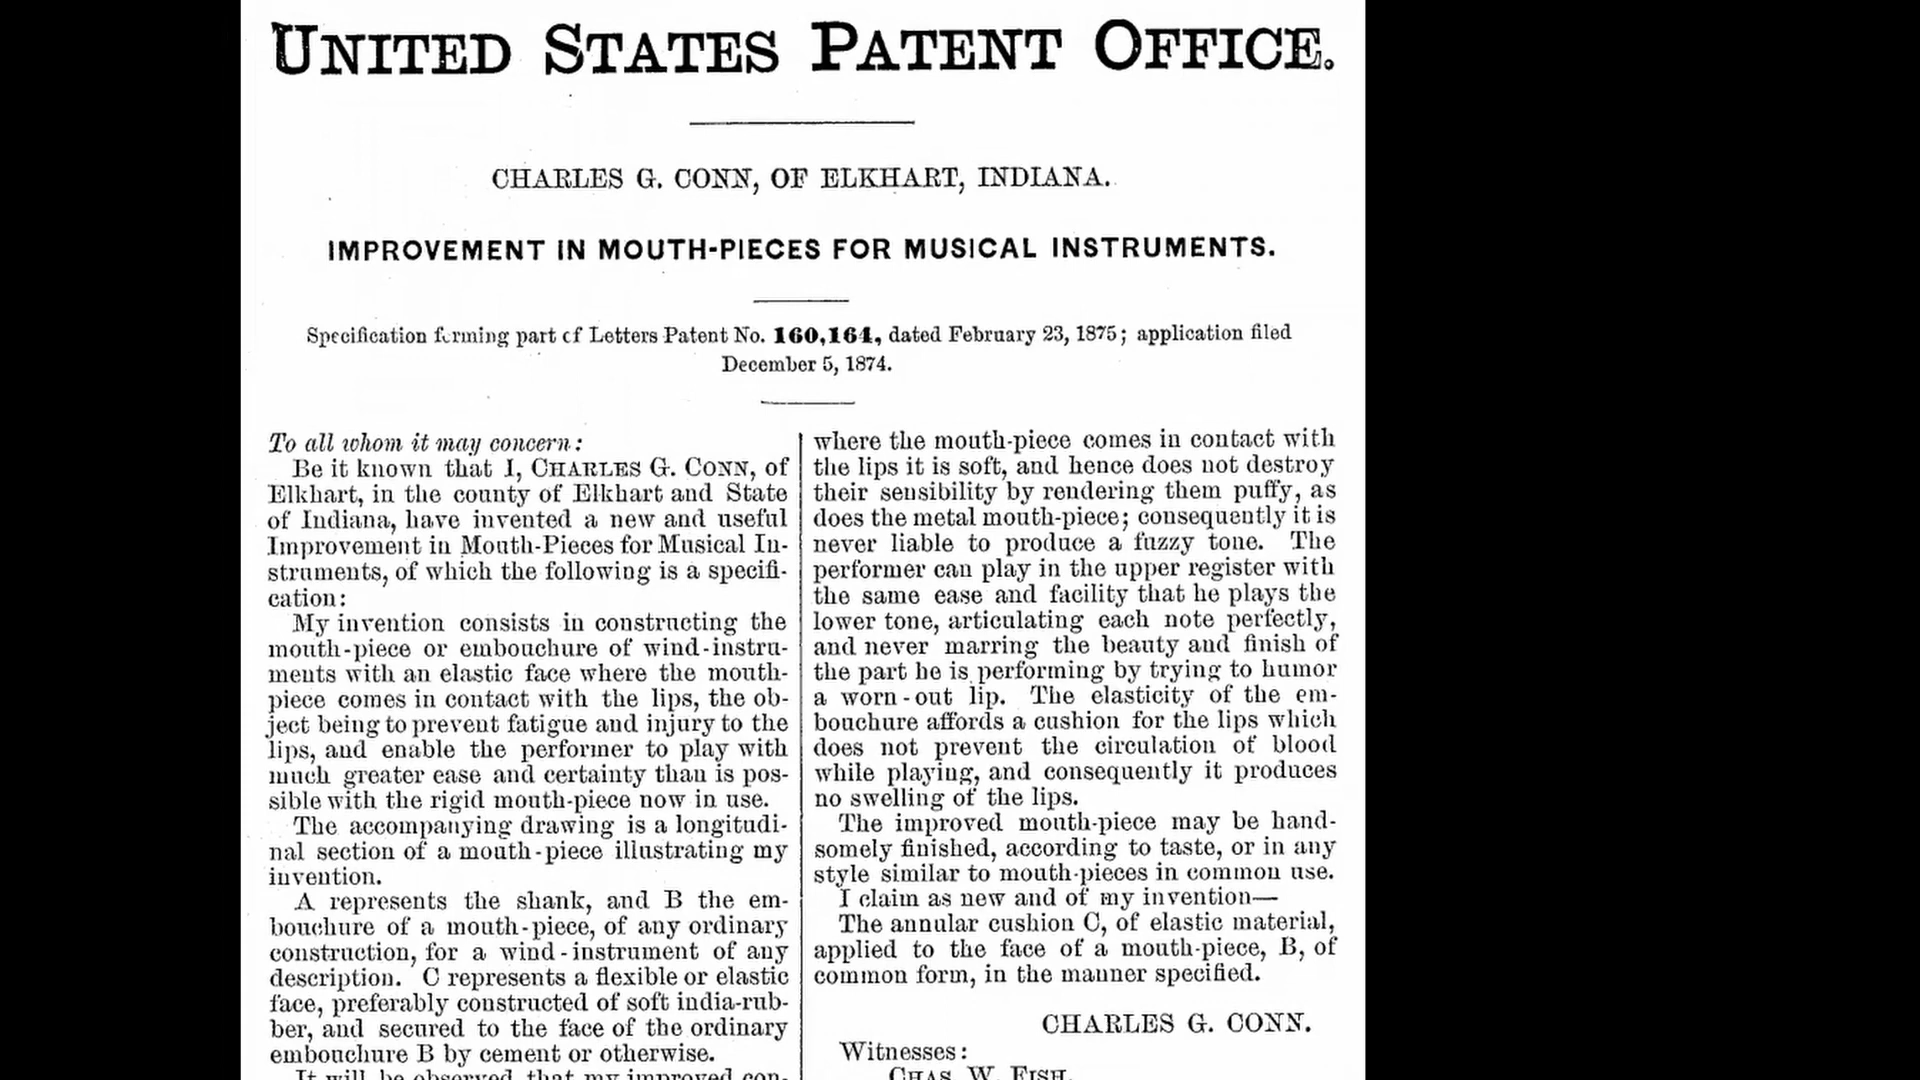 UNITED STATES PATENT OFFICE.
CHARLES G. CONN, OF ELKHART, INDIANA.
IMPROVEMENT IN MOUTH-PIECES FOR MUSICAL INSTRUMENTS.
Specification forming part of Letters Patent No. 160,164, dated February 23, 1875; application filed
December 5, 1874.
To all whom it may concern:
Be it known that I, CHARLES G. CONN, of
Elkhart, in the county of Elkhart and State
of Indiana, have invented a new and useful
Improvement in Mouth-Pieces for Musical In-
struments, of which the following is a specifi-
cation:
My invention consists in constructing the
mouth-piece or embouchure of wind-instru-
ments with an elastic face where the mouth-
piece comes in contact with the lips, the ob-
ject being to prevent fatigue and injury to the
lips, and enable the performer to play with
much greater ease and certainty than is pos-
sible with the rigid mouth-piece now in use.
The accompanying drawing is a longitudi-
nal section of a mouth-piece illustrating my
invention.
A represents the shank, and B the em-
bouchure of a mouth-piece, of any ordinary
construction, for a wind-instrument of any
description. C represents a flexible or elastic
face, preferably constructed of soft india-rub-
ber, and secured to the face of the ordinary
embouchure B by cement or otherwise.
It will be observed that my improved con-
where the mouth-piece comes in contact with
the lips it is soft, and hence does not destroy
their sensibility by rendering them puffy, as
does the metal mouth-piece; consequently it is
never liable to produce a fuzzy tone. The
performer can play in the upper register with
the same ease and facility that he plays the
lower tone, articulating each note perfectly,
and never marring the beauty and finish of
the part he is performing by trying to humor
a worn-out lip. The elasticity of the em-
bouchure affords a cushion for the lips which
does not prevent the circulation of blood
while playing, and consequently it produces
no swelling of the lips.
The improved mouth-piece may be hand-
somely finished, according to taste, or in any
style similar to mouth-pieces in common use.
I claim as new and of my invention—
The annular cushion C, of elastic material,
applied to the face of a mouth-piece, B, of
common form, in the manner specified.
CHARLES G. CONN.
Witnesses:
CHAS. W. FISH.